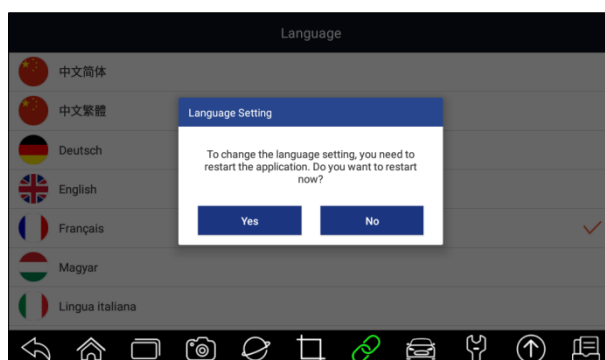 Language
中文简体
中文繁體
Language Setting
Deutsch
To change the language setting, you need to
restart the application. Do you want to restart
now?
English
Yes
No
Français
Magyar
Lingua italiana